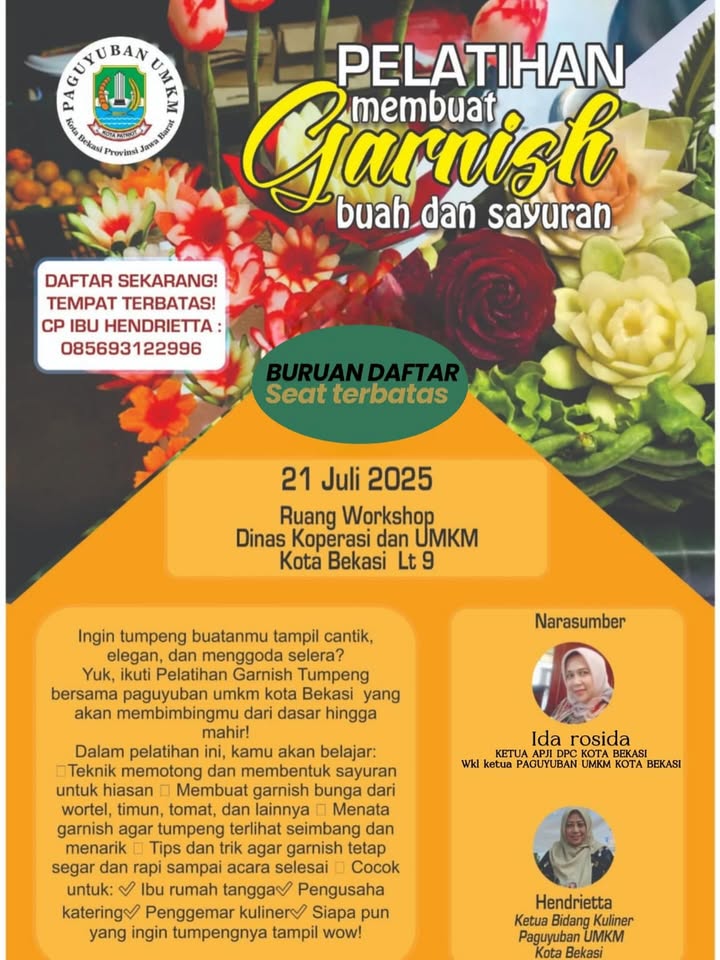 PAGUYUBAN UMKM
Kota Bekasi Provinsi Jawa Barat
KOTA PATRIOT
PELATIHAN
membuat
Garnish
buah dan sayuran
DAFTAR SEKARANG!
TEMPAT TERBATAS!
CP IBU HENDRIETTA :
085693122996
BURUAN DAFTAR
Seat terbatas
21 Juli 2025
Ruang Workshop
Dinas Koperasi dan UMKM
Kota Bekasi Lt 9
Ingin tumpeng buatanmu tampil cantik,
elegan, dan menggoda selera?
Yuk, ikuti Pelatihan Garnish Tumpeng
bersama paguyuban umkm kota Bekasi yang
akan membimbingmu dari dasar hingga
mahir!
Dalam pelatihan ini, kamu akan belajar:
Teknik memotong dan membentuk sayuran
untuk hiasan Membuat garnish bunga dari
wortel, timun, tomat, dan lainnya Menata
garnish agar tumpeng terlihat seimbang dan
menarik Tips dan trik agar garnish tetap
segar dan rapi sampai acara selesai Cocok
untuk: ✓ Ibu rumah tangga✓ Pengusaha
katering✓ Penggemar kuliner✓ Siapa pun
yang ingin tumpengnya tampil wow!
Narasumber
Ida rosida
KETUA APJI DPC KOTA BEKASI
Wkl ketua PAGUYUBAN UMKM KOTA BEKASI
Hendrietta
Ketua Bidang Kuliner
Paguyuban UMKM
Kota Bekasi